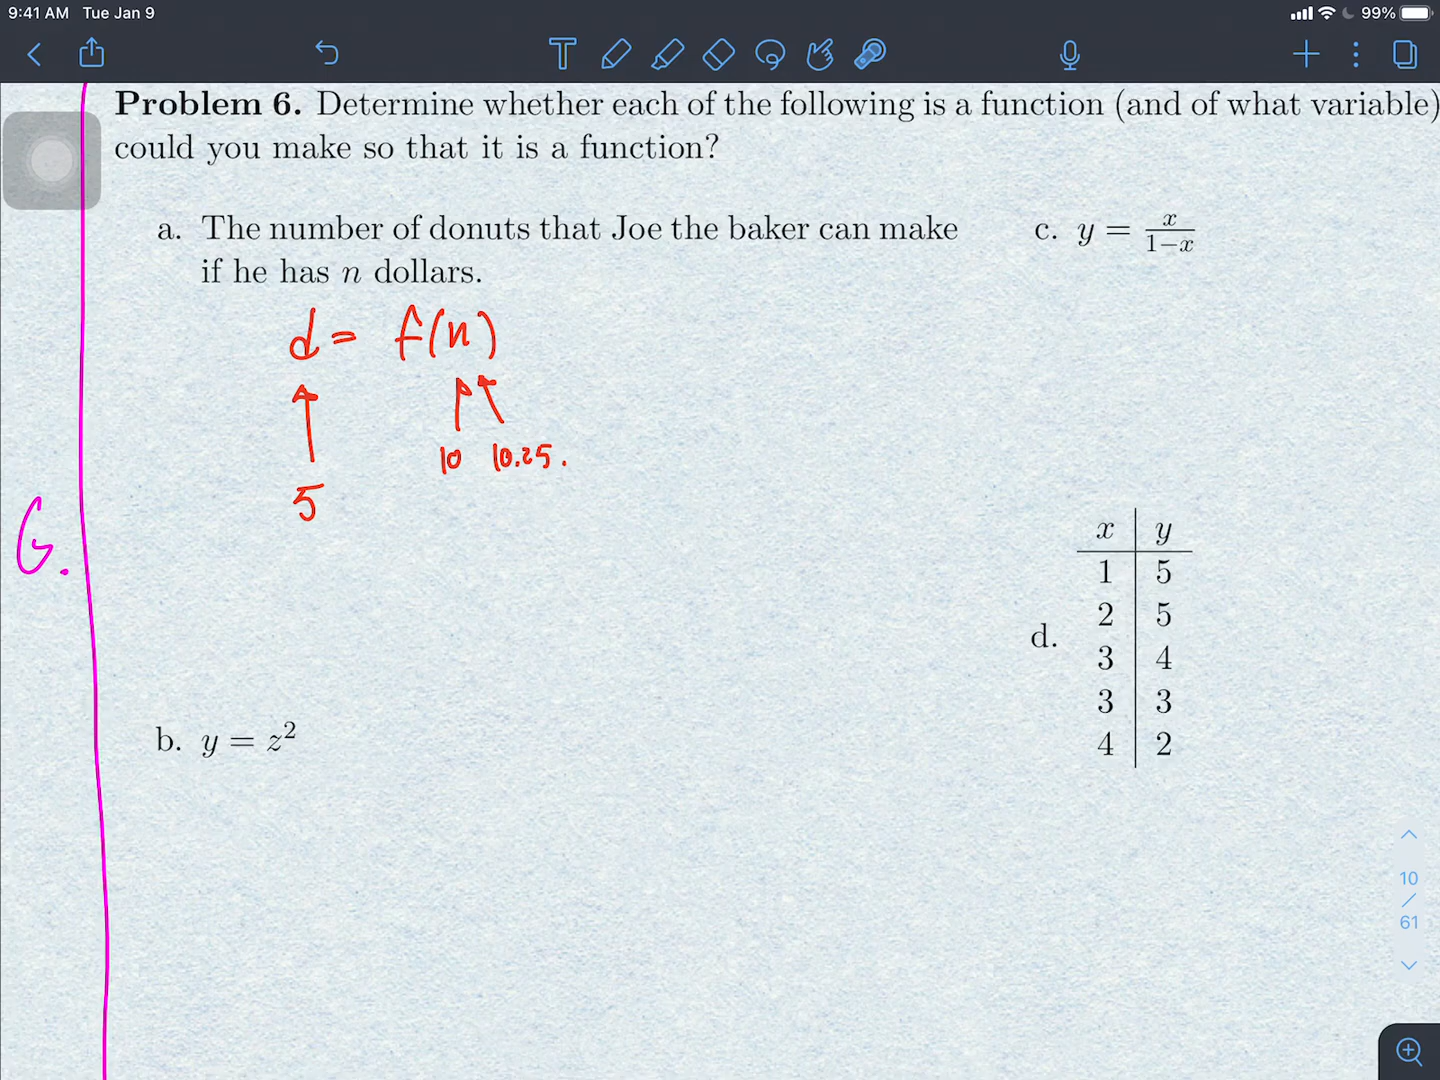 9:41 AM Tue Jan 9
99%
Problem 6. Determine whether each of the following is a function (and of what variable)
could you make so that it is a function?
a. The number of donuts that Joe the baker can make
if he has n dollars.
d = f(n)
10 10.25.
5
G.
b. y = z²
c. y = x/(1−x)
d.
x y
1 5
2 5
3 4
3 3
4 2
10
/
61